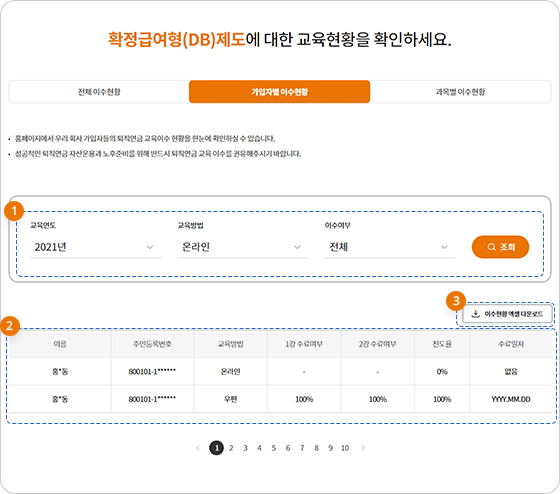 확정급여형(DB)제도에 대한 교육현황을 확인하세요.
전체 이수현황 가입자별 이수현황 과목별 이수현황
• 홈페이지에서 우리 회사 가입자들의 퇴직연금 교육이수 현황을 한눈에 확인하실 수 있습니다.
• 성공적인 퇴직연금 자산운용과 노후준비를 위해 반드시 퇴직연금 교육 이수를 권유해주시기 바랍니다.
1
교육연도 교육방법 이수여부
2021년 온라인 전체 조회
3
이수현황 엑셀 다운로드
2
이름 주민등록번호 교육방법 1강 수료여부 2강 수료여부 진도율 수료일자
홍*동 800101-1****** 온라인 - - 0% 없음
홍*동 800101-1****** 우편 100% 100% 100% YYYY.MM.DD
1 2 3 4 5 6 7 8 9 10